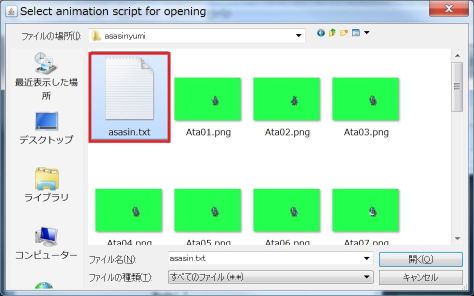 Select animation script for opening
ファイルの場所(I):
asasinyumi
最近表示した場
所
デスクトップ
ライブラリ
コンピューター
asasin.txt
Ata01.png
Ata02.png
Ata03.png
Ata04.png
Ata05.png
Ata06.png
Ata07.png
ファイル名(N):
asasin.txt
開く(O)
ファイルの種類(T):
すべてのファイル (*.*)
キャンセル